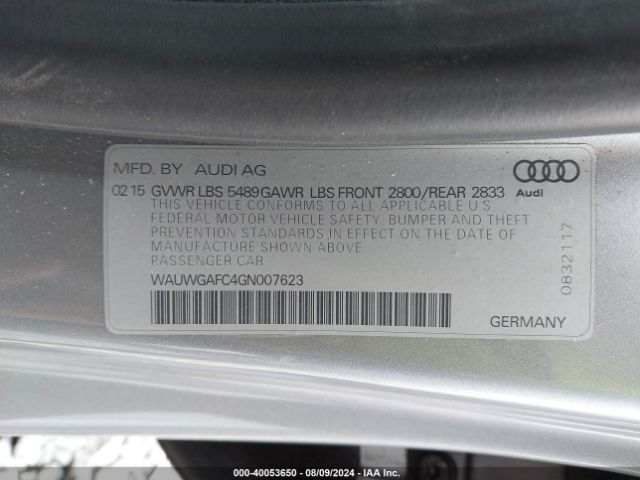 MFD. BY AUDI AG
02 15 GVWR LBS 5489 GAWR LBS FRONT 2800/REAR 2833
Audi
THIS VEHICLE CONFORMS TO ALL APPLICABLE U.S.
FEDERAL MOTOR VEHICLE SAFETY, BUMPER AND THEFT
PREVENTION STANDARDS IN EFFECT ON THE DATE OF
MANUFACTURE SHOWN ABOVE
PASSENGER CAR
WAUWGAFC4GN007623
GERMANY
0832117
000-40053650 - 08/09/2024 - IAA Inc.